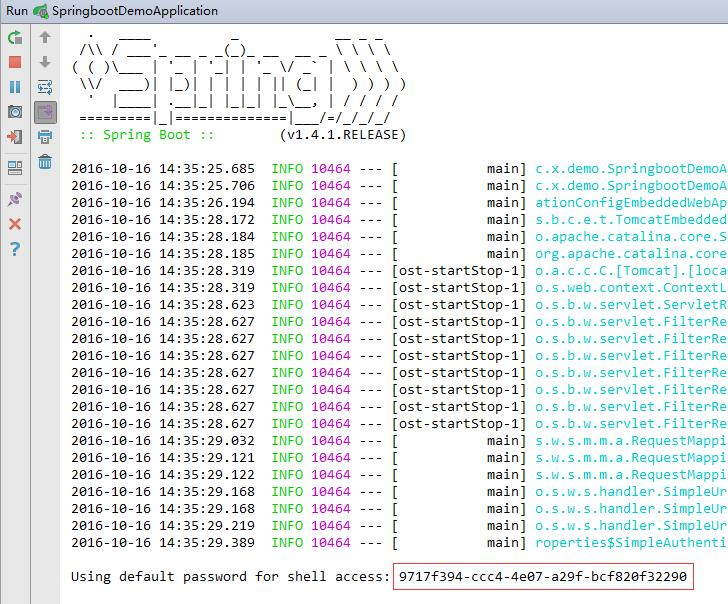 Run SpringbootDemoApplication
  .   ____          _            __ _ _
 /\\ / ___'_ __ _ _(_)_ __  __ _ \ \ \ \
( ( )\___ | '_ | '_| | '_ \/ _` | \ \ \ \
 \\/  ___)| |_)| | | | | || (_| |  ) ) ) )
  '  |____| .__|_| |_|_| |_\__, | / / / /
 =========|_|==============|___/=/_/_/_/
 :: Spring Boot ::        (v1.4.1.RELEASE)
2016-10-16 14:35:25.685  INFO 10464 --- [           main] c.x.demo.SpringbootDemoA
2016-10-16 14:35:25.706  INFO 10464 --- [           main] c.x.demo.SpringbootDemoA
2016-10-16 14:35:26.194  INFO 10464 --- [           main] ationConfigEmbeddedWebAp
2016-10-16 14:35:28.172  INFO 10464 --- [           main] s.b.c.e.t.TomcatEmbedded
2016-10-16 14:35:28.184  INFO 10464 --- [           main] o.apache.catalina.core.S
2016-10-16 14:35:28.185  INFO 10464 --- [           main] org.apache.catalina.core
2016-10-16 14:35:28.319  INFO 10464 --- [ost-startStop-1] o.a.c.c.C.[Tomcat].[loca
2016-10-16 14:35:28.319  INFO 10464 --- [ost-startStop-1] o.s.web.context.ContextL
2016-10-16 14:35:28.623  INFO 10464 --- [ost-startStop-1] o.s.b.w.servlet.ServletR
2016-10-16 14:35:28.627  INFO 10464 --- [ost-startStop-1] o.s.b.w.servlet.FilterRe
2016-10-16 14:35:28.627  INFO 10464 --- [ost-startStop-1] o.s.b.w.servlet.FilterRe
2016-10-16 14:35:28.627  INFO 10464 --- [ost-startStop-1] o.s.b.w.servlet.FilterRe
2016-10-16 14:35:28.627  INFO 10464 --- [ost-startStop-1] o.s.b.w.servlet.FilterRe
2016-10-16 14:35:28.627  INFO 10464 --- [ost-startStop-1] o.s.b.w.servlet.FilterRe
2016-10-16 14:35:28.627  INFO 10464 --- [ost-startStop-1] o.s.b.w.servlet.FilterRe
2016-10-16 14:35:28.627  INFO 10464 --- [ost-startStop-1] o.s.b.w.servlet.FilterRe
2016-10-16 14:35:29.032  INFO 10464 --- [           main] s.w.s.m.m.a.RequestMappi
2016-10-16 14:35:29.121  INFO 10464 --- [           main] s.w.s.m.m.a.RequestMappi
2016-10-16 14:35:29.122  INFO 10464 --- [           main] s.w.s.m.m.a.RequestMappi
2016-10-16 14:35:29.168  INFO 10464 --- [           main] o.s.w.s.handler.SimpleUr
2016-10-16 14:35:29.168  INFO 10464 --- [           main] o.s.w.s.handler.SimpleUr
2016-10-16 14:35:29.219  INFO 10464 --- [           main] o.s.w.s.handler.SimpleUr
2016-10-16 14:35:29.389  INFO 10464 --- [           main] roperties$SimpleAuthenti
Using default password for shell access: 9717f394-ccc4-4e07-a29f-bcf820f32290